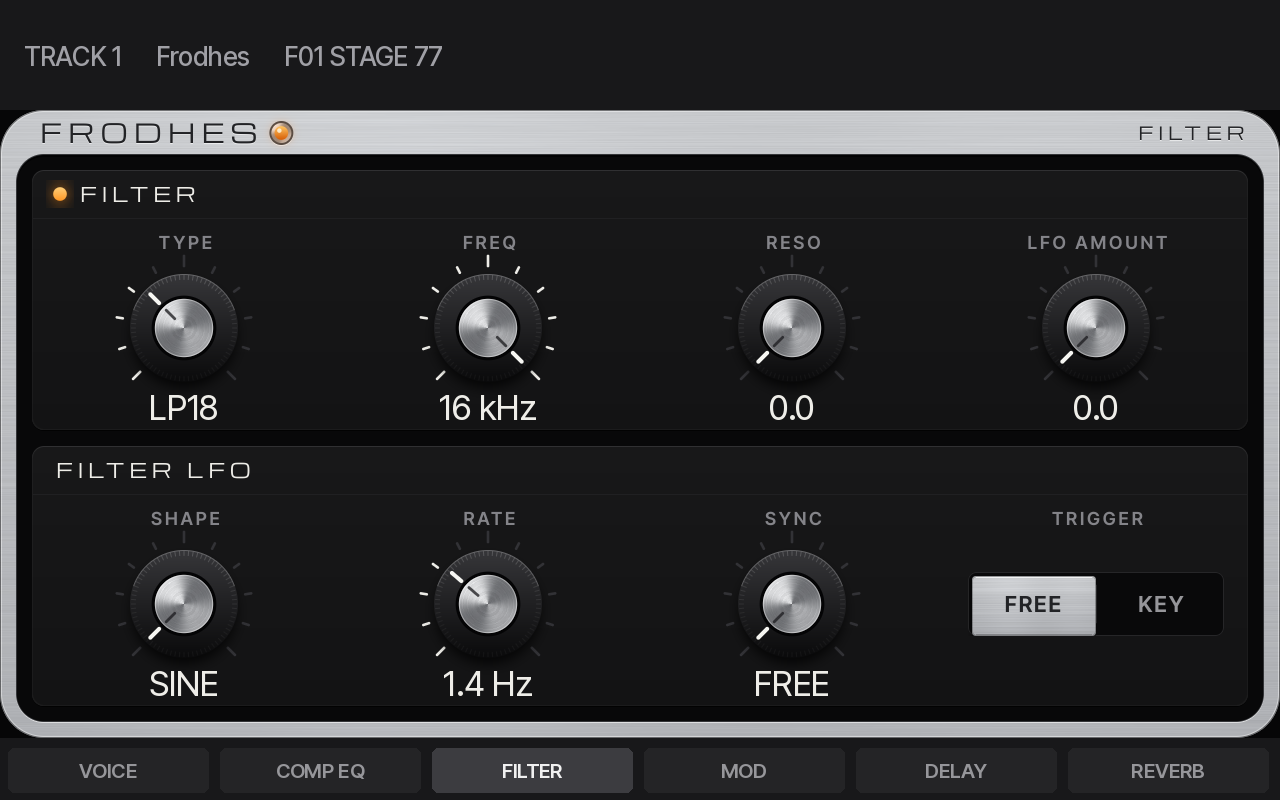 TRACK 1 Frodhes F01 STAGE 77
FRODHES FILTER
FILTER
TYPE FREQ RESO LFO AMOUNT
LP18 16 kHz 0.0 0.0
FILTER LFO
SHAPE RATE SYNC TRIGGER
FREE KEY
SINE 1.4 Hz FREE
VOICE COMP EQ FILTER MOD DELAY REVERB